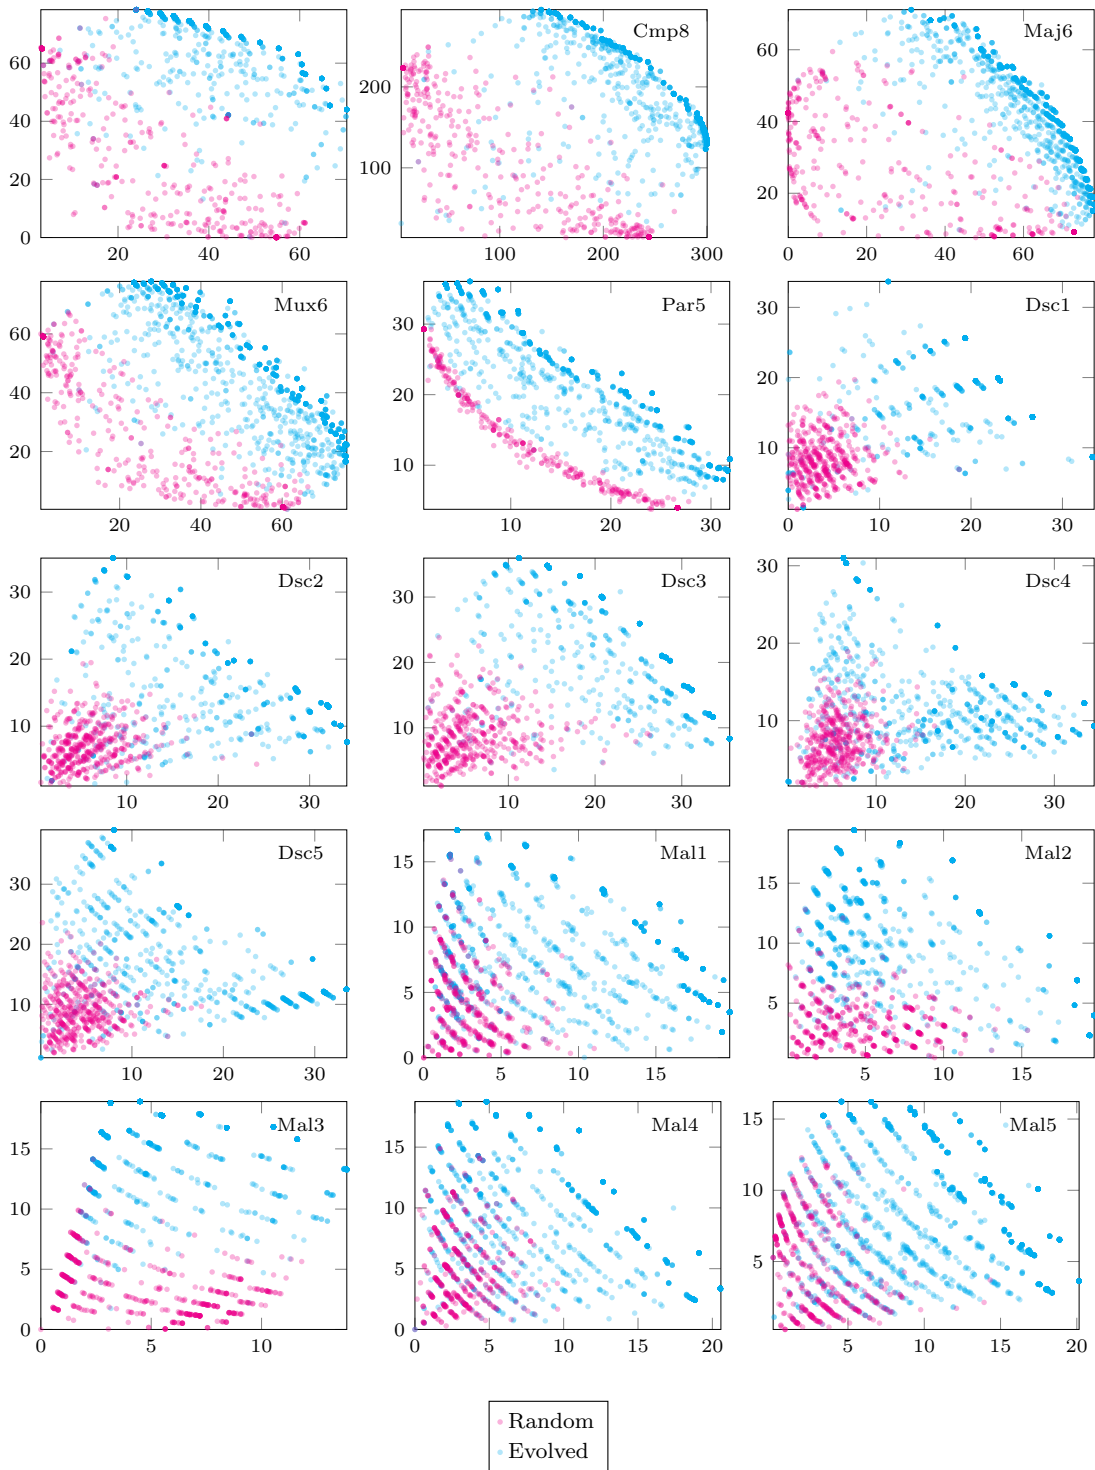 60
40
20
0
20 40 60
Cmp8
200
100
100 200 300
Maj6
60
40
20
0 20 40 60
Mux6
60
40
20
20 40 60
Par5
30
20
10
10 20 30
Dsc1
30
20
10
0 10 20 30
Dsc2
30
20
10
10 20 30
Dsc3
30
20
10
10 20 30
Dsc4
30
20
10
10 20 30
Dsc5
30
20
10
10 20 30
Mal1
15
10
5
0
0 5 10 15
Mal2
15
10
5
5 10 15
Mal3
15
10
5
0
0 5 10
Mal4
15
10
5
0
0 5 10 15 20
Mal5
15
10
5
5 10 15 20
Random
Evolved